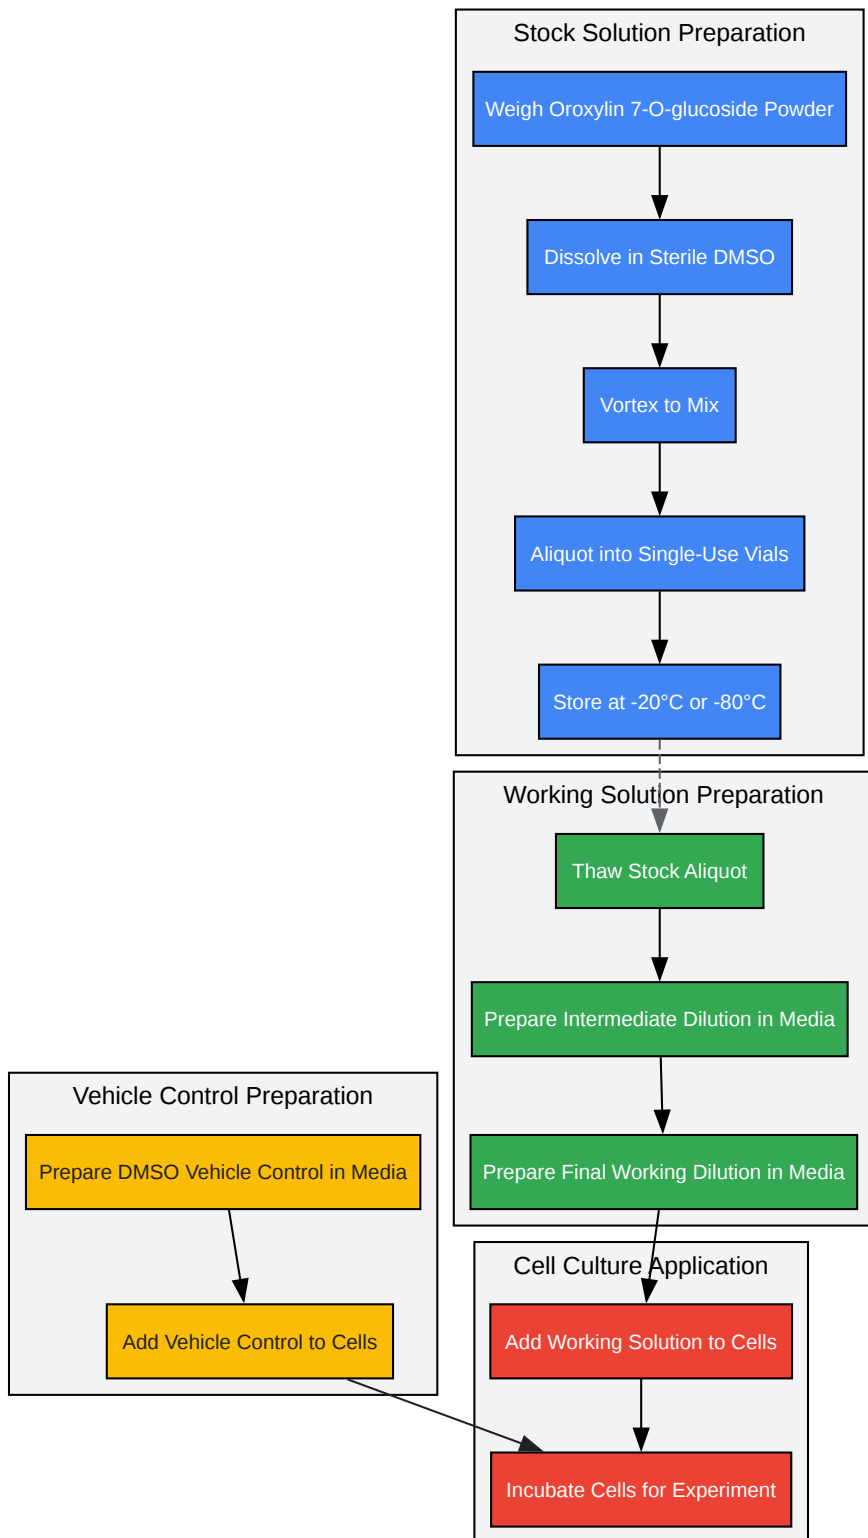 Stock Solution Preparation
Weigh Oroxylin 7-O-glucoside Powder
Dissolve in Sterile DMSO
Vortex to Mix
Aliquot into Single-Use Vials
Store at -20°C or -80°C
Working Solution Preparation
Thaw Stock Aliquot
Prepare Intermediate Dilution in Media
Prepare Final Working Dilution in Media
Vehicle Control Preparation
Prepare DMSO Vehicle Control in Media
Add Vehicle Control to Cells
Cell Culture Application
Add Working Solution to Cells
Incubate Cells for Experiment